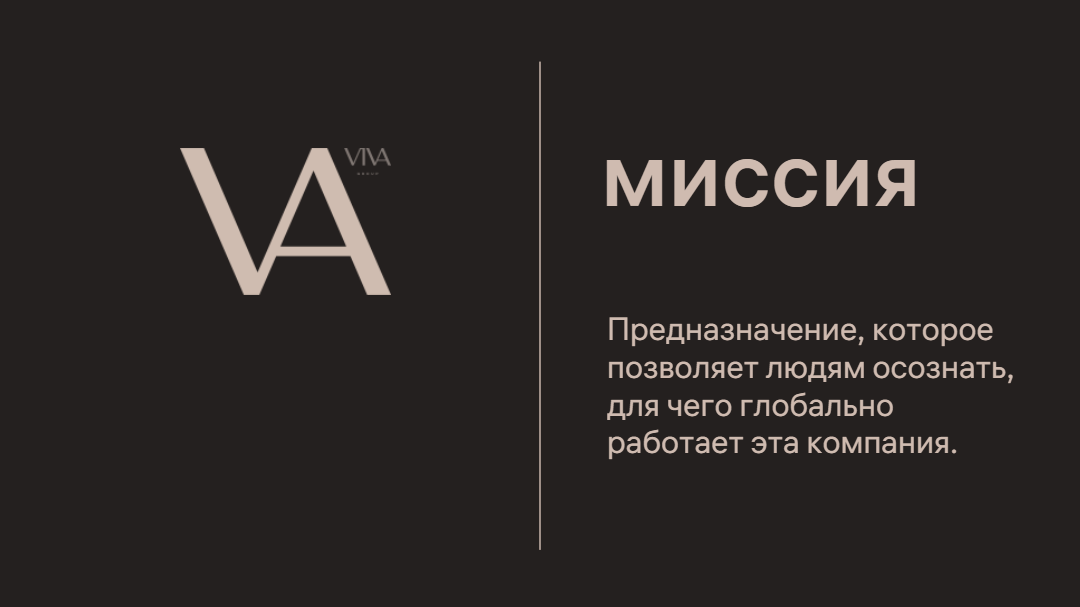 VA
VIVA
МИССИЯ
Предназначение, которое
позволяет людям осознать,
для чего глобально
работает эта компания.